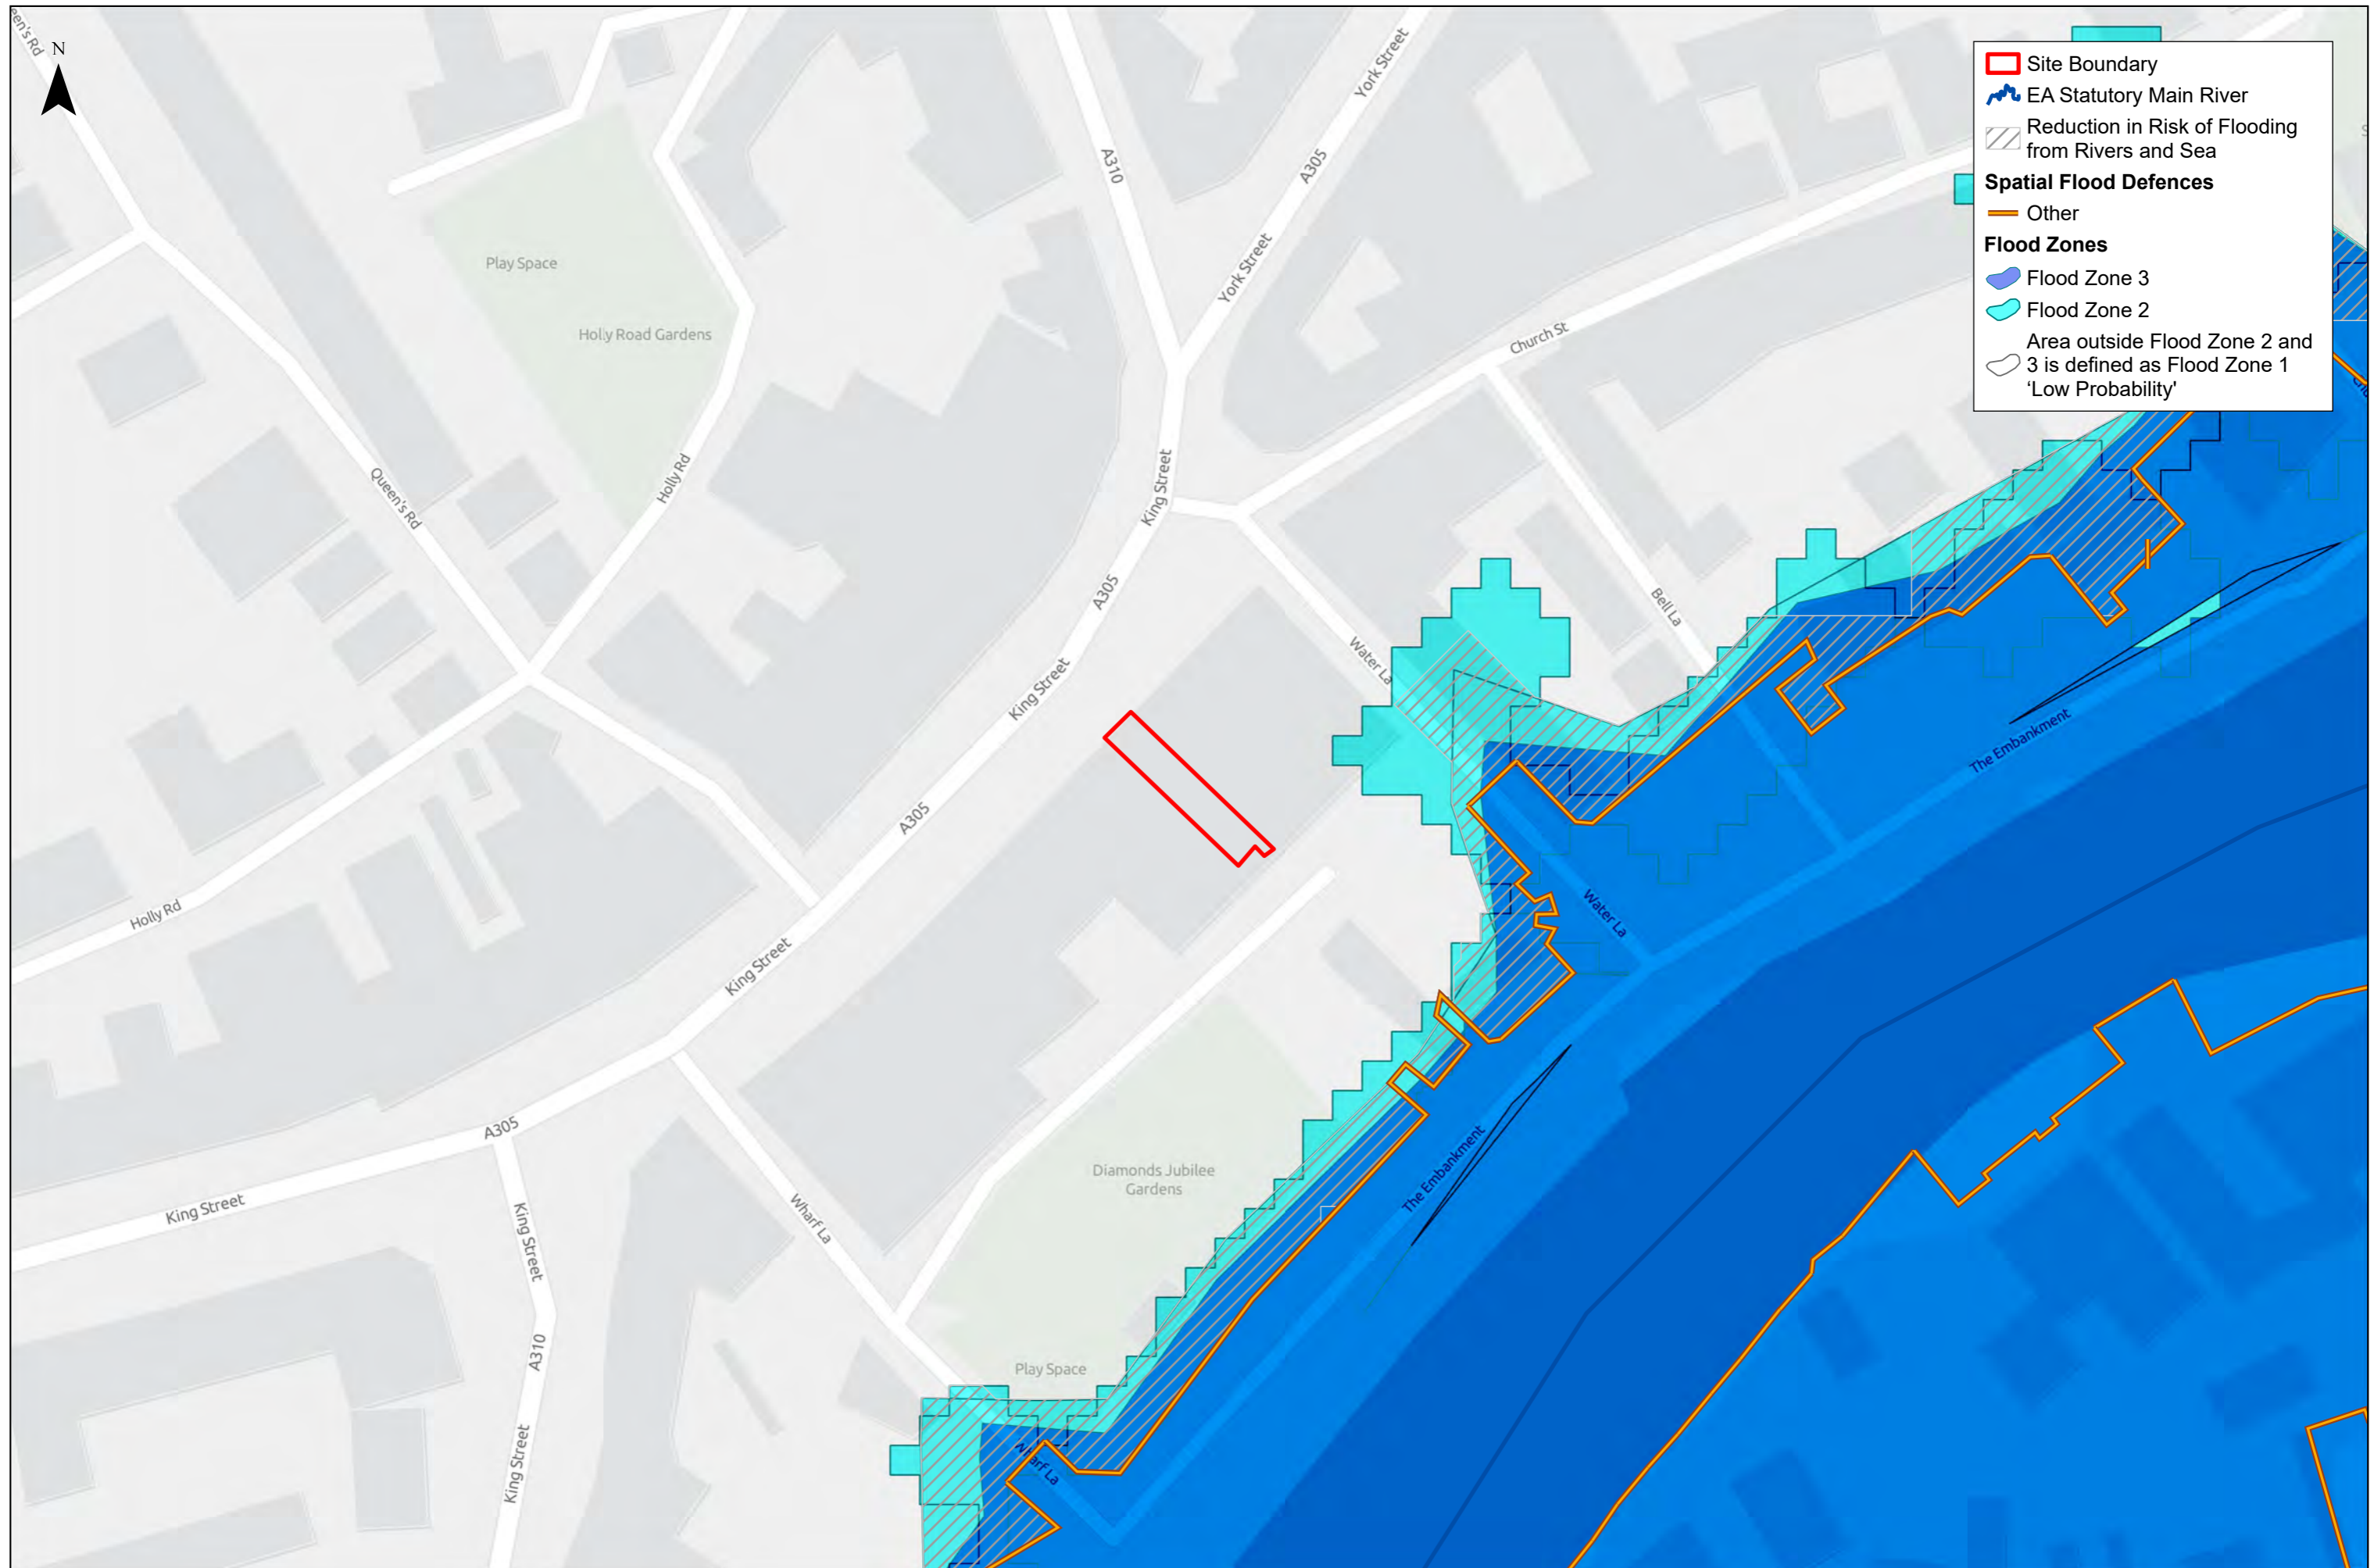 N
Site Boundary
EA Statutory Main River
Reduction in Risk of Flooding
from Rivers and Sea
Spatial Flood Defences
Other
Flood Zones
Flood Zone 3
Flood Zone 2
Area outside Flood Zone 2 and
3 is defined as Flood Zone 1
‘Low Probability'
York Street
A310
A305
York Street
Play Space
Holly Road Gardens
Church St
Queen's Rd
Holly Rd
King Street
A305
Bell La
Water La
King Street
The Embankment
A305
Holly Rd
Water La
King Street
A305
The Embankment
Diamonds Jubilee
Gardens
King Street
Wharf La
King Street
A310
Play Space
King Street
Wharf La